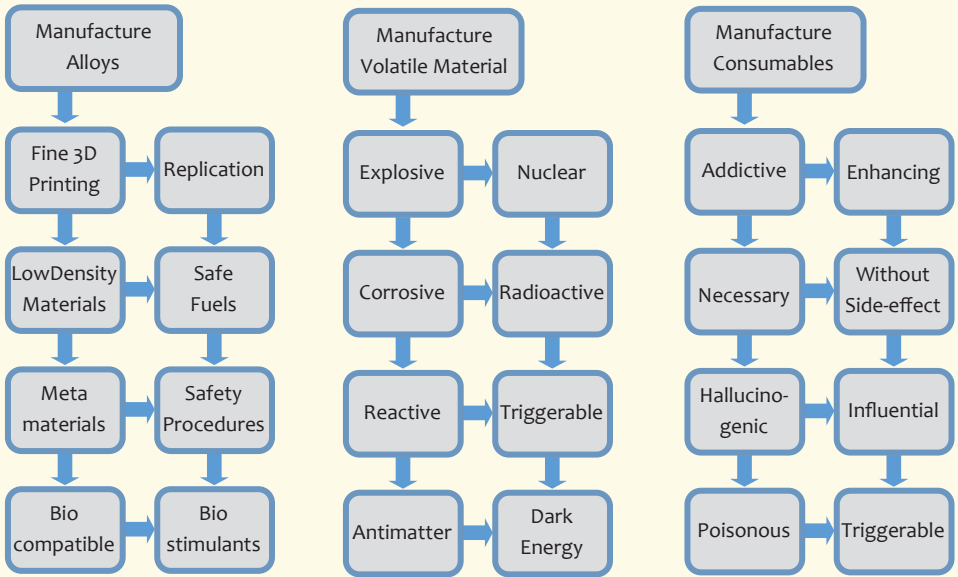 Manufacture
Alloys
Fine 3D
Printing
Replication
LowDensity
Materials
Safe
Fuels
Meta
materials
Safety
Procedures
Bio
compatible
Bio
stimulants
Manufacture
Volatile Material
Explosive
Nuclear
Corrosive
Radioactive
Reactive
Triggerable
Antimatter
Dark
Energy
Manufacture
Consumables
Addictive
Enhancing
Necessary
Without
Side-effect
Hallucino-
genic
Influential
Poisonous
Triggerable